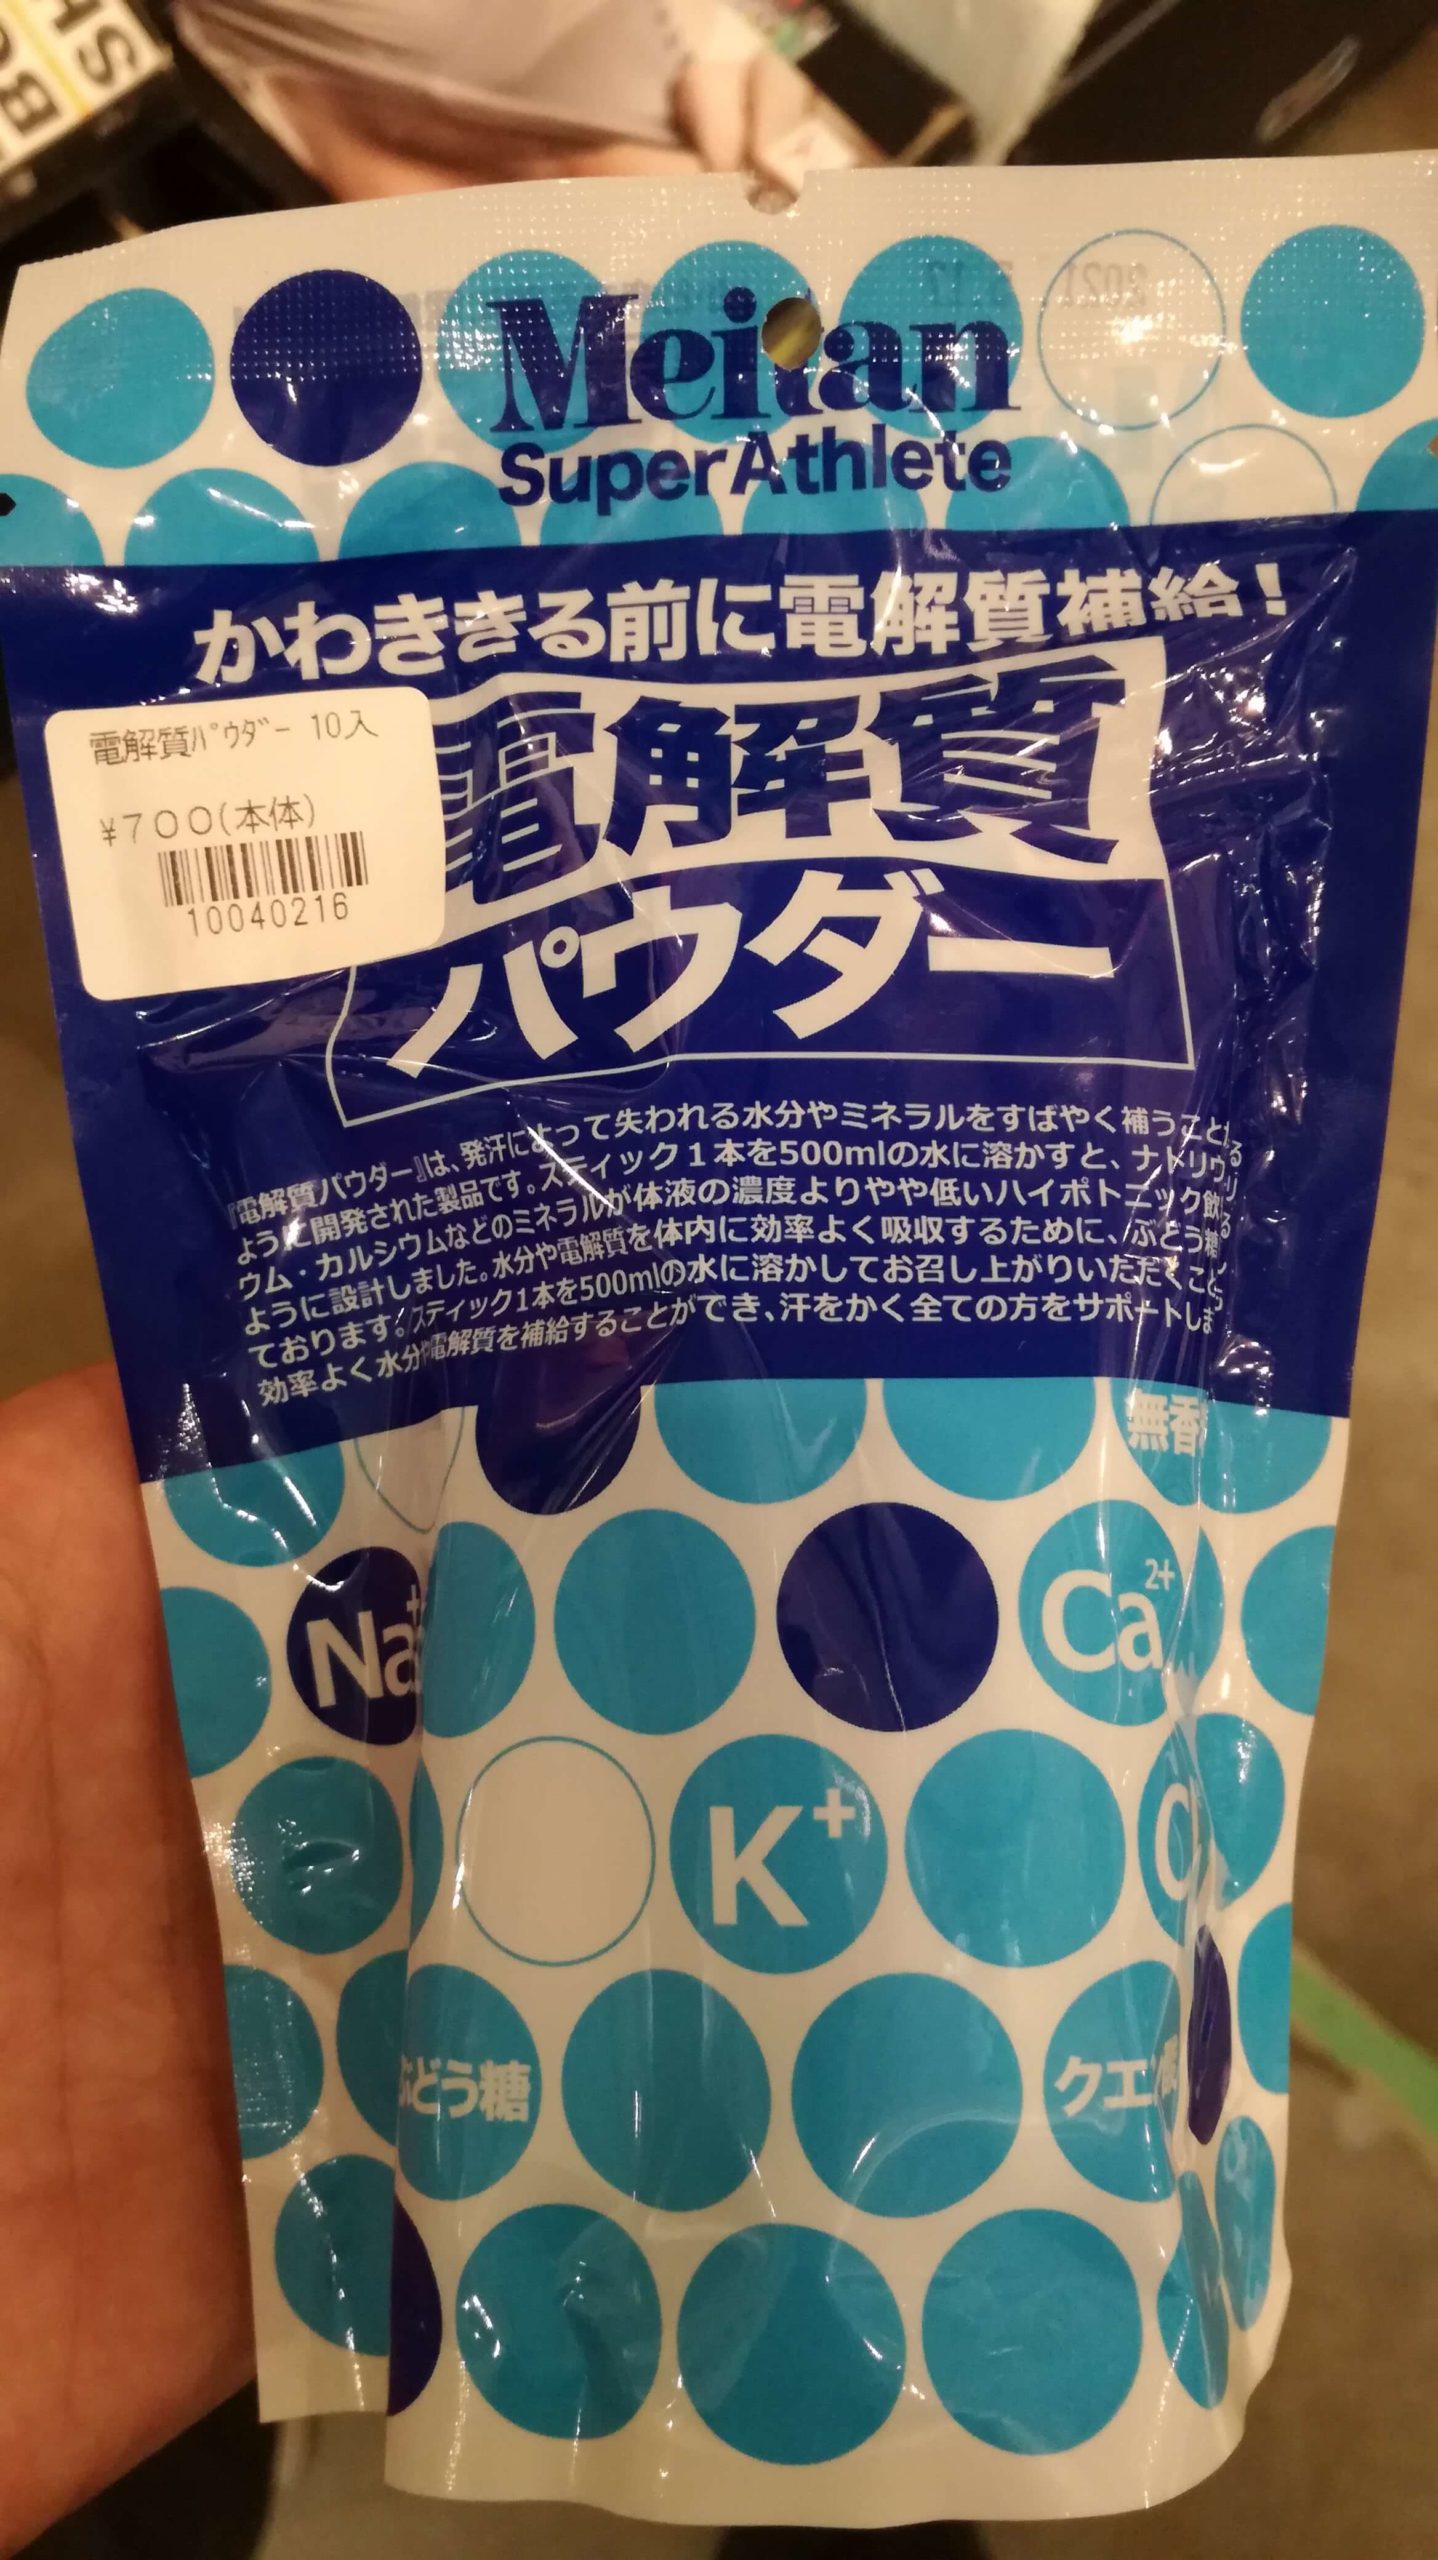 Meitan
SuperAthlete
かわききる前に電解質補給！
電解質パウダー 10入
¥700(本体)
10040216
電解質
パウダー
『電解質パウダー』は、発汗によって失われる水分やミネラルをすばやく補うこと
ように開発された製品です。スティック１本を500mlの水に溶かすと、ナトリウ
ウム・カルシウムなどのミネラルが体液の濃度よりやや低いハイポトニック飲
ように設計しました。水分や電解質を体内に効率よく吸収するために、ぶどう糖
ております。スティック1本を500mlの水に溶かしてお召し上がりいただくこと
効率よく水分や電解質を補給することができ、汗をかく全ての方をサポートしま
無香
Na+
Ca2+
K+
ぶどう糖
クエン酸